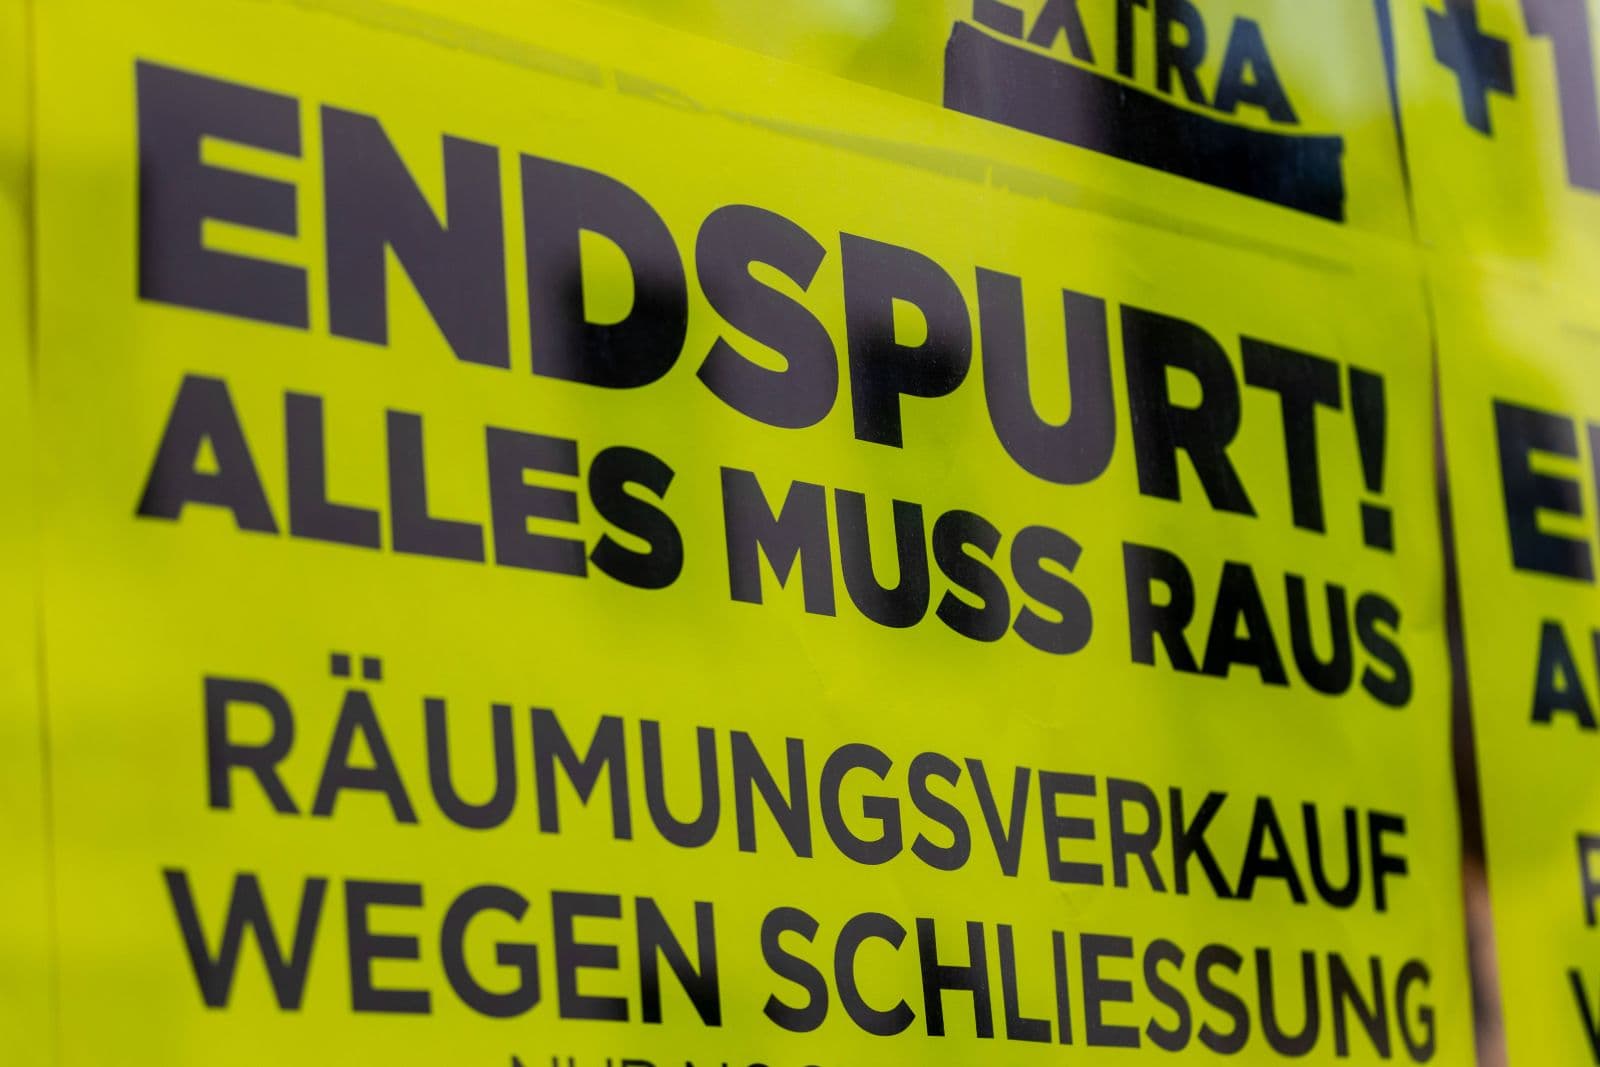 EXTRA
ENDSPURT!
ALLES MUSS RAUS
RÄUMUNGSVERKAUF
WEGEN SCHLIESSUNG